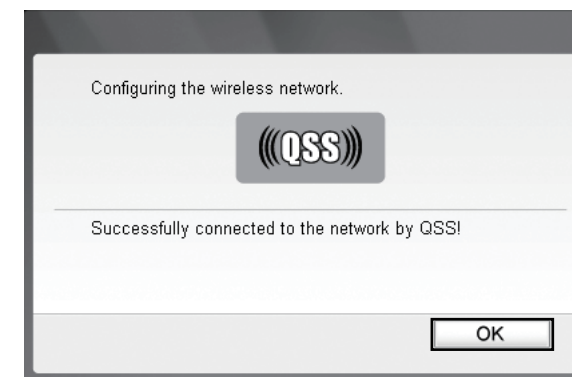 Configuring the wireless network.
(((QSS)))
Successfully connected to the network by QSS!
OK